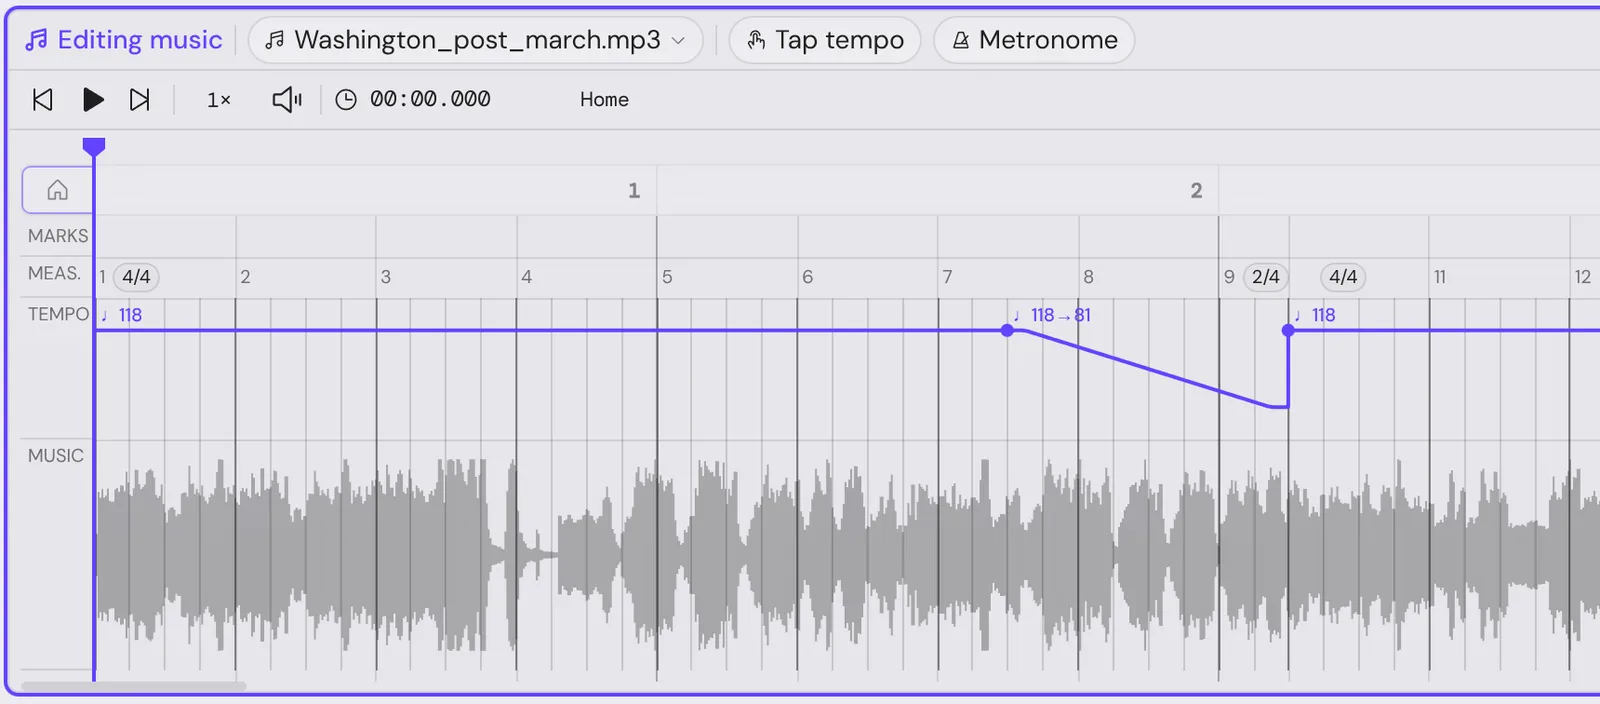 Editing music Washington_post_march.mp3 Tap tempo Metronome
1× 00:00.000 Home
1 2
MARKS
MEAS. 1 4/4 2 3 4 5 6 7 8 9 2/4 4/4 11 12
TEMPO ♩ 118 ♩ 118→81 ♩ 118
MUSIC